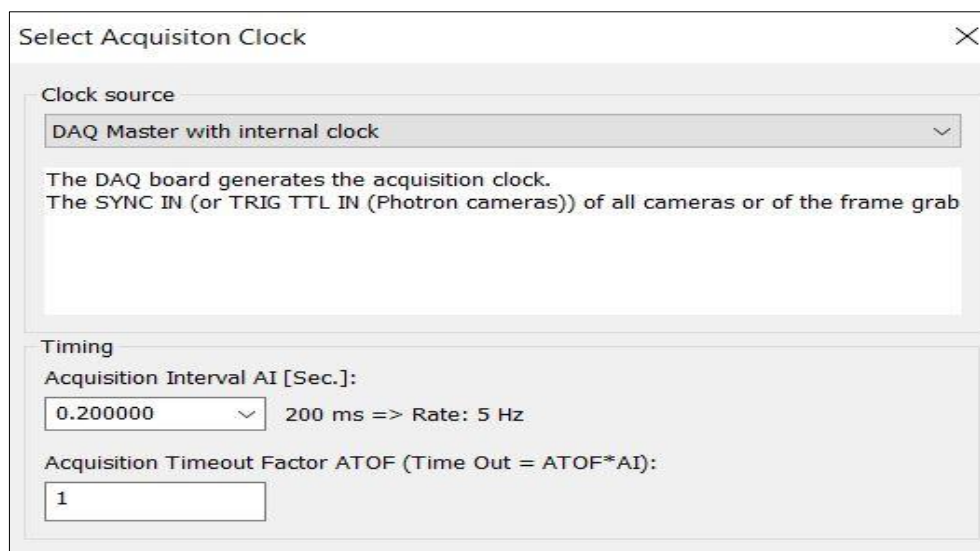 Select Acquisiton Clock
Clock source
DAQ Master with internal clock
The DAQ board generates the acquisition clock.
The SYNC IN (or TRIG TTL IN (Photron cameras)) of all cameras or of the frame grab
Timing
Acquisition Interval AI [Sec.]:
0.200000 200 ms => Rate: 5 Hz
Acquisition Timeout Factor ATOF (Time Out = ATOF*AI):
1